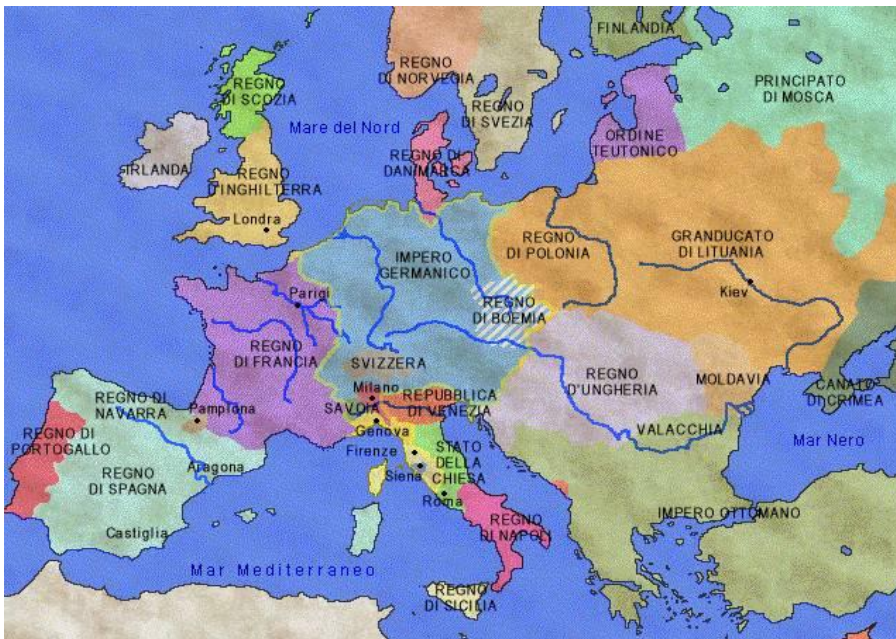 FINLANDIA
REGNO
DI NORVEGIA
PRINCIPATO
DI MOSCA
REGNO
DI SCOZIA
REGNO
DI SVEZIA
Mare del Nord
ORDINE
TEUTONICO
REGNO DI
DANIMARCA
IRLANDA
REGNO
D'INGHILTERRA
Londra
REGNO
DI POLONIA
GRANDUCATO
DI LITUANIA
IMPERO
GERMANICO
Kiev
Parigi
REGNO
DI BOEMIA
REGNO
DI FRANCIA
SVIZZERA
REGNO
D'UNGHERIA
MOLDAVIA
CANATO
DI CRIMEA
Milano
REPUBBLICA
DI VENEZIA
REGNO DI
NAVARRA
Pamplona
SAVOIA
VALACCHIA
Genova
Mar Nero
REGNO DI
PORTOGALLO
Firenze
STATO
DELLA
CHIESA
Aragona
Siena
REGNO
DI SPAGNA
Roma
IMPERO OTTOMANO
REGNO
DI NAPOLI
Castiglia
Mar Mediterraneo
REGNO
DI SICILIA